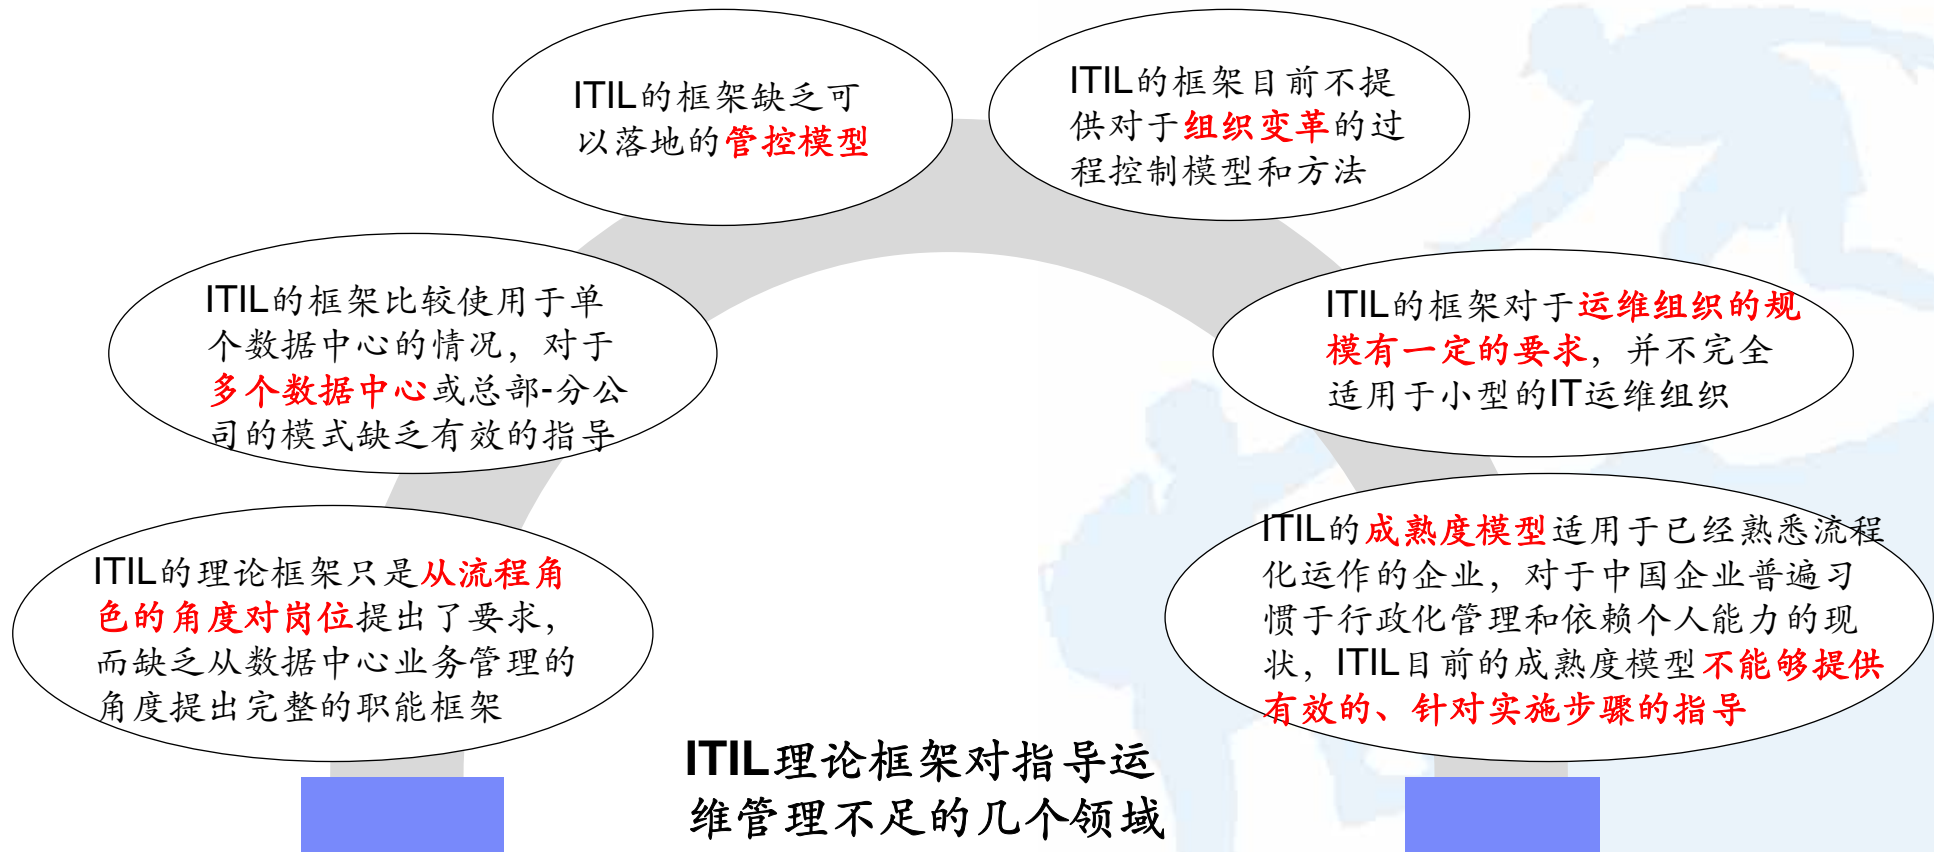 ITIL的框架缺乏可
以落地的管控模型
ITIL的框架目前不提
供对于组织变革的过
程控制模型和方法
ITIL的框架比较使用于单
个数据中心的情况，对于
多个数据中心或总部-分公
司的模式缺乏有效的指导
ITIL的框架对于运维组织的规
模有一定的要求，并不完全
适用于小型的IT运维组织
ITIL的理论框架只是从流程角
色的角度对岗位提出了要求，
而缺乏从数据中心业务管理的
角度提出完整的职能框架
ITIL的成熟度模型适用于已经熟悉流程
化运作的企业，对于中国企业普遍习
惯于行政化管理和依赖个人能力的现
状，ITIL目前的成熟度模型不能够提供
有效的、针对实施步骤的指导
ITIL理论框架对指导运
维管理不足的几个领域